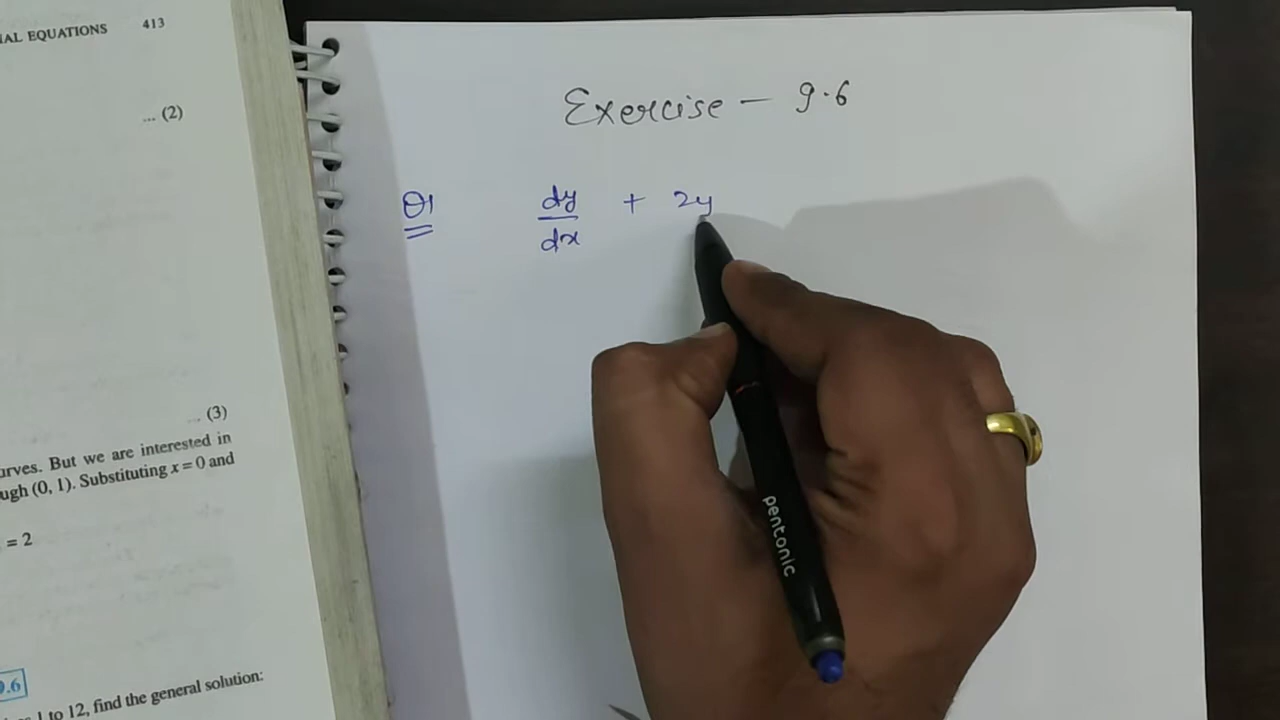 IAL EQUATIONS 413
... (2)
... (3)
urves. But we are interested in
ugh (0, 1). Substituting x = 0 and
= 2
9.6
1 to 12, find the general solution:
Exercise - 9.6
Q1 dy/dx + 2y
pentonic